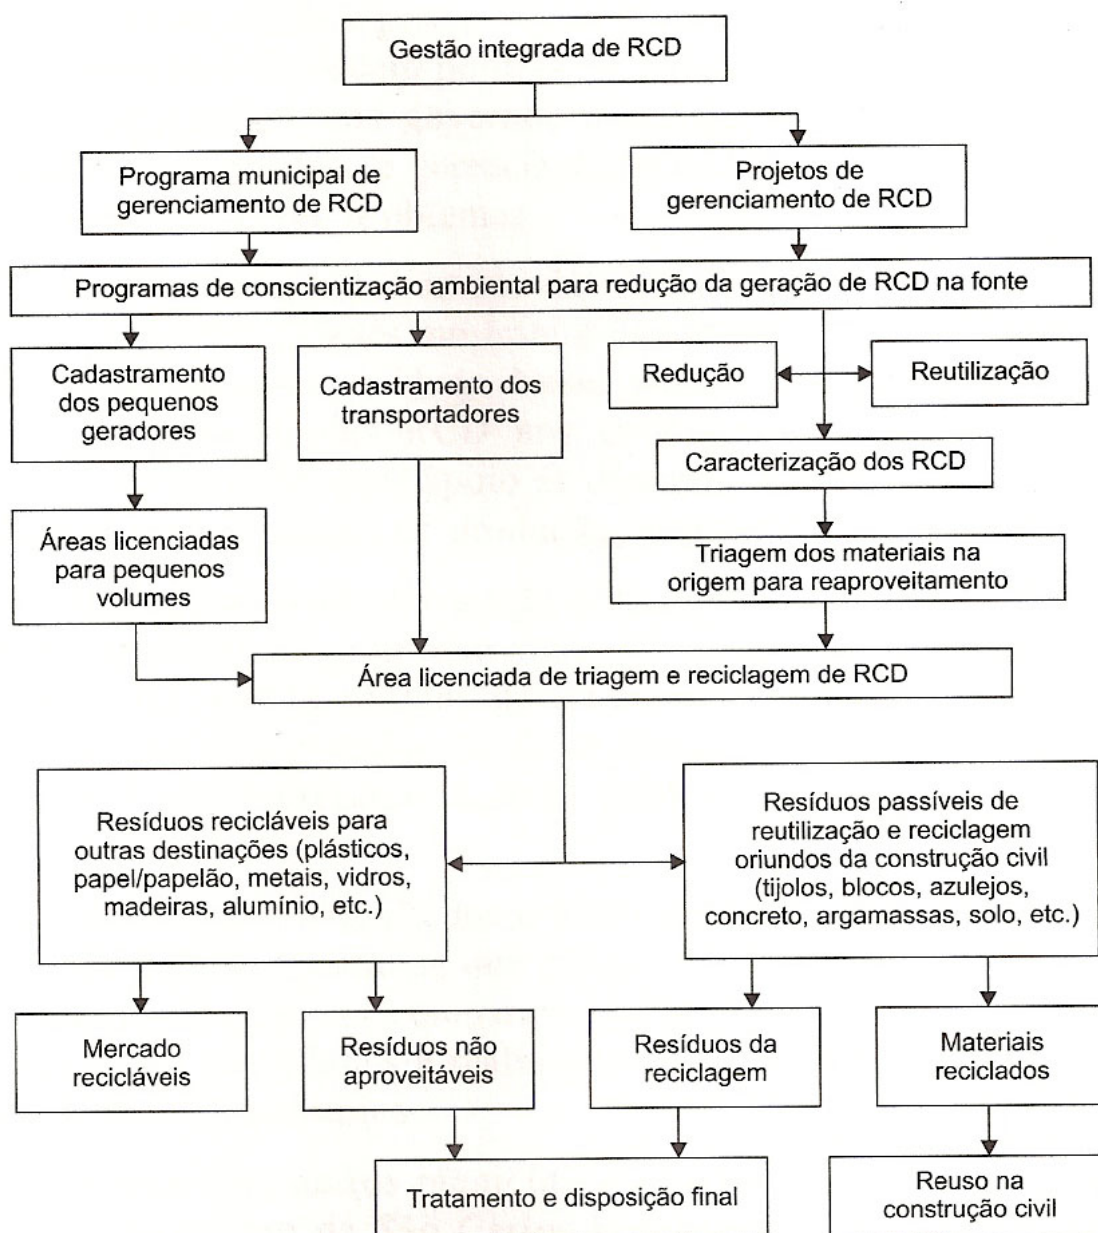 Gestão integrada de RCD
Programa municipal de
gerenciamento de RCD
Projetos de
gerenciamento de RCD
Programas de conscientização ambiental para redução da geração de RCD na fonte
Cadastramento
dos pequenos
geradores
Cadastramento dos
transportadores
Redução
Reutilização
Caracterização dos RCD
Áreas licenciadas
para pequenos
volumes
Triagem dos materiais na
origem para reaproveitamento
Área licenciada de triagem e reciclagem de RCD
Resíduos recicláveis para
outras destinações (plásticos,
papel/papelão, metais, vidros,
madeiras, alumínio, etc.)
Resíduos passíveis de
reutilização e reciclagem
oriundos da construção civil
(tijolos, blocos, azulejos,
concreto, argamassas, solo, etc.)
Mercado
recicláveis
Resíduos não
aproveitáveis
Resíduos da
reciclagem
Materiais
reciclados
Tratamento e disposição final
Reuso na
construção civil